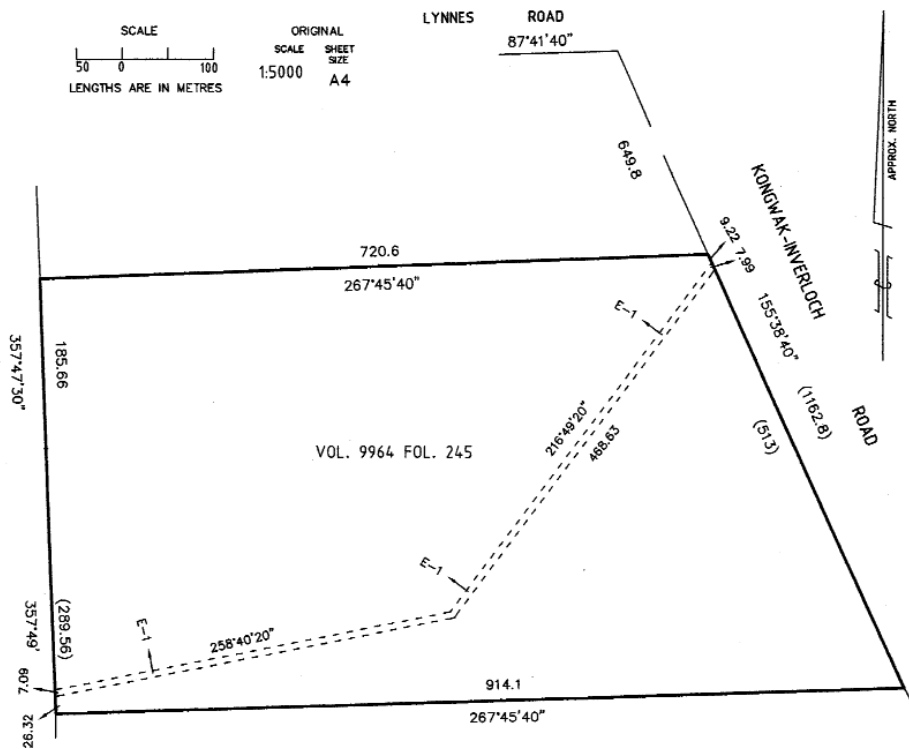 LYNNES ROAD
87°41'40"
SCALE
50 0 100
LENGTHS ARE IN METRES
ORIGINAL
SCALE SHEET SIZE
1:5000 A4
APPROX. NORTH
649.8
KONGWAK-INVERLOCH
ROAD
9.22
7.99
155°38'40"
(1162.8)
(513)
720.6
267°45'40"
E-1
185.66
357°47'30"
216°49'20"
468.63
VOL. 9964 FOL. 245
E-1
(289.56)
357°49'
E-1
258°40'20"
7.09
26.32
914.1
267°45'40"